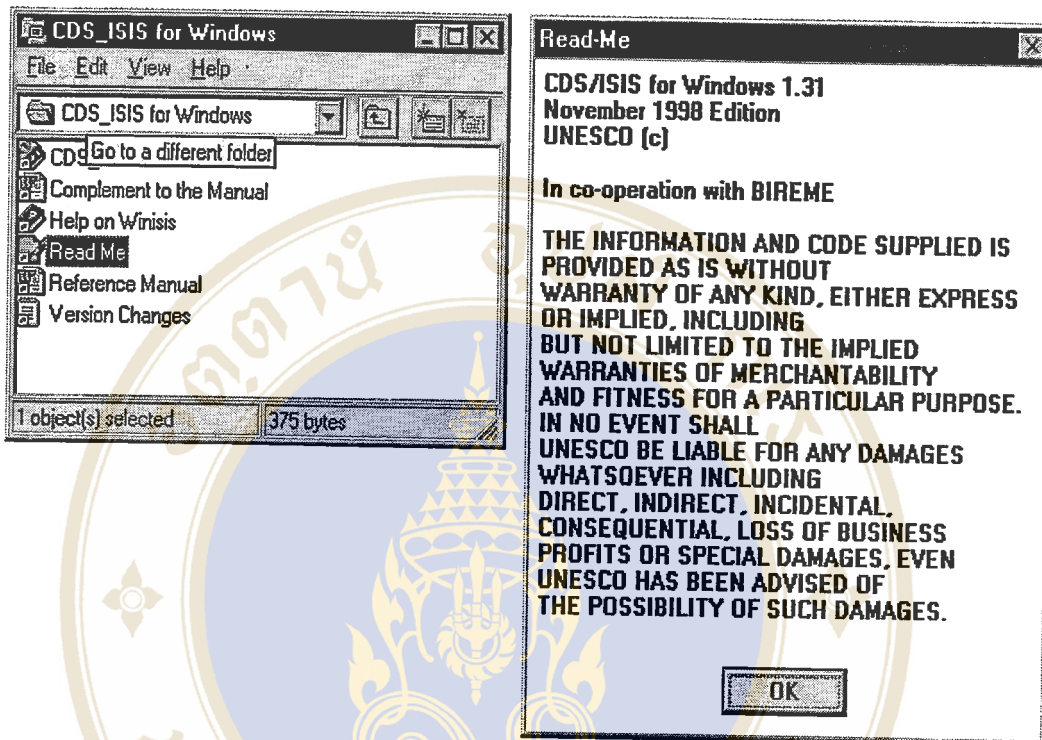 CDS_ISIS for Windows
File Edit View Help
CDS_ISIS for Windows
CDS
Go to a different folder
Complement to the Manual
Help on Winisis
Read Me
Reference Manual
Version Changes
1 object(s) selected
375 bytes
Read-Me
CDS/ISIS for Windows 1.31
November 1998 Edition
UNESCO (c)
In co-operation with BIREME
THE INFORMATION AND CODE SUPPLIED IS
PROVIDED AS IS WITHOUT
WARRANTY OF ANY KIND, EITHER EXPRESS
OR IMPLIED, INCLUDING
BUT NOT LIMITED TO THE IMPLIED
WARRANTIES OF MERCHANTABILITY
AND FITNESS FOR A PARTICULAR PURPOSE.
IN NO EVENT SHALL
UNESCO BE LIABLE FOR ANY DAMAGES
WHATSOEVER INCLUDING
DIRECT, INDIRECT, INCIDENTAL,
CONSEQUENTIAL, LOSS OF BUSINESS
PROFITS OR SPECIAL DAMAGES, EVEN
UNESCO HAS BEEN ADVISED OF
THE POSSIBILITY OF SUCH DAMAGES.
OK